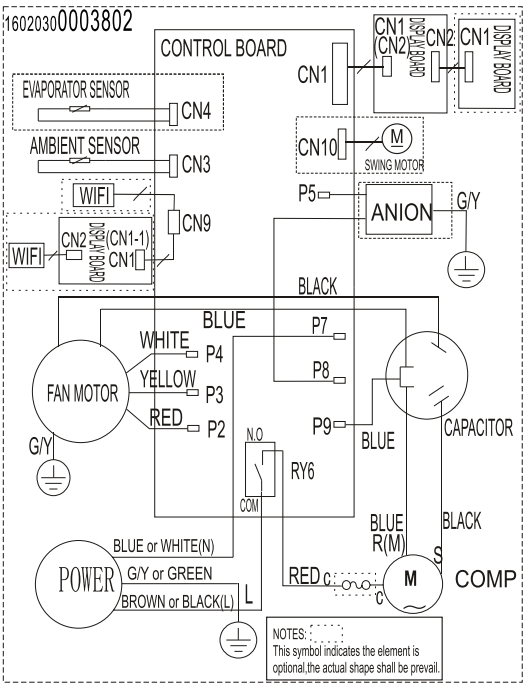 16020300003802
CONTROL BOARD
CN1
CN1
(CN2)
DISPLAY BOARD
CN2
CN1
DISPLAY BOARD
EVAPORATOR SENSOR
CN4
AMBIENT SENSOR
CN3
CN10
M
SWING MOTOR
WIFI
CN9
P5
ANION
G/Y
WIFI
CN2
DISPLAY BOARD
(CN1-1)
CN1
BLACK
BLUE
P7
WHITE
P4
FAN MOTOR
YELLOW
P3
P8
RED
P2
P9
BLUE
CAPACITOR
G/Y
N.O
RY6
COM
BLUE
R(M)
BLACK
S
BLUE or WHITE(N)
POWER
G/Y or GREEN
L
BROWN or BLACK(L)
RED
C
C
M
COMP
NOTES:
This symbol indicates the element is
optional,the actual shape shall be prevail.